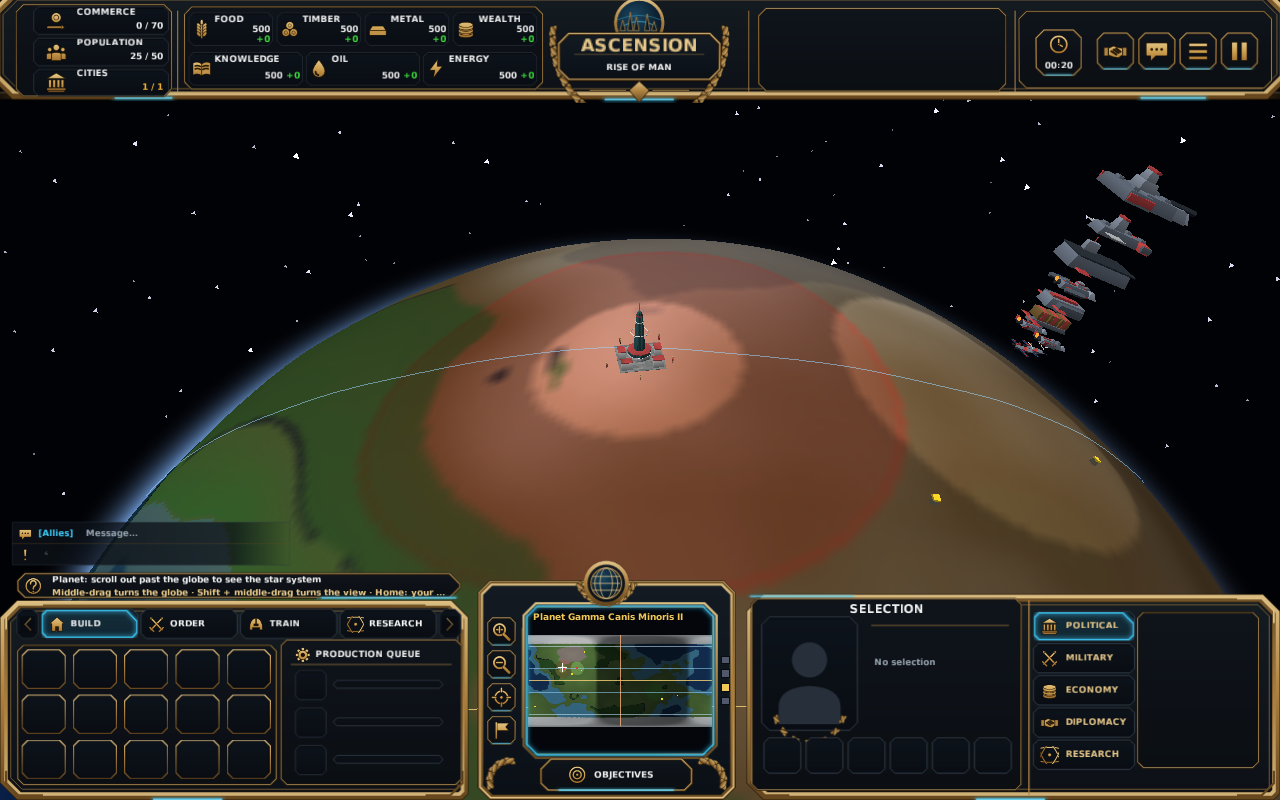 COMMERCE
0 / 70
POPULATION
25 / 50
CITIES
1 / 1
FOOD
500
+0
TIMBER
500
+0
METAL
500
+0
WEALTH
500
+0
KNOWLEDGE
500 +0
OIL
500 +0
ENERGY
500 +0
ASCENSION
RISE OF MAN
00:20
[Allies] Message...
!
Planet: scroll out past the globe to see the star system
Middle-drag turns the globe · Shift + middle-drag turns the view · Home: your ...
BUILD
ORDER
TRAIN
RESEARCH
PRODUCTION QUEUE
Planet Gamma Canis Minoris II
OBJECTIVES
SELECTION
No selection
POLITICAL
MILITARY
ECONOMY
DIPLOMACY
RESEARCH